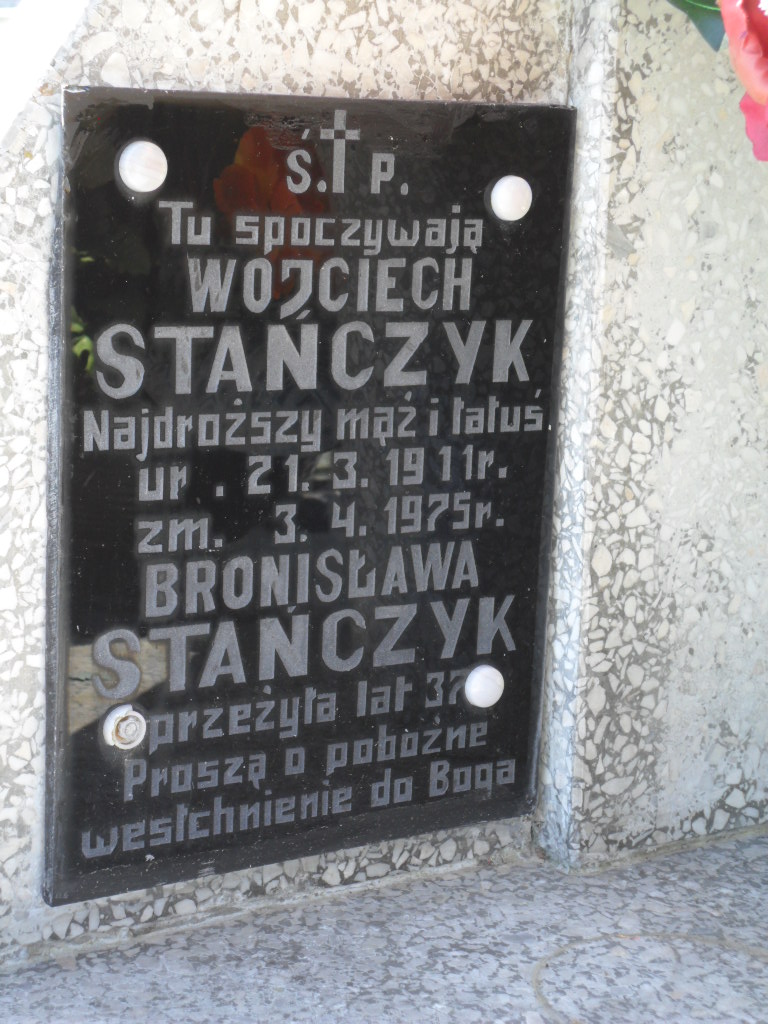 Ś. † P.
Tu spoczywają
WOJCIECH
STAŃCZYK
Najdroższy mąż i tatuś
ur. 21. 3. 1911r.
zm. 3. 4. 1975r.
BRONISŁAWA
STAŃCZYK
przeżyła lat 37
Proszą o pobożne
westchnienie do Boga